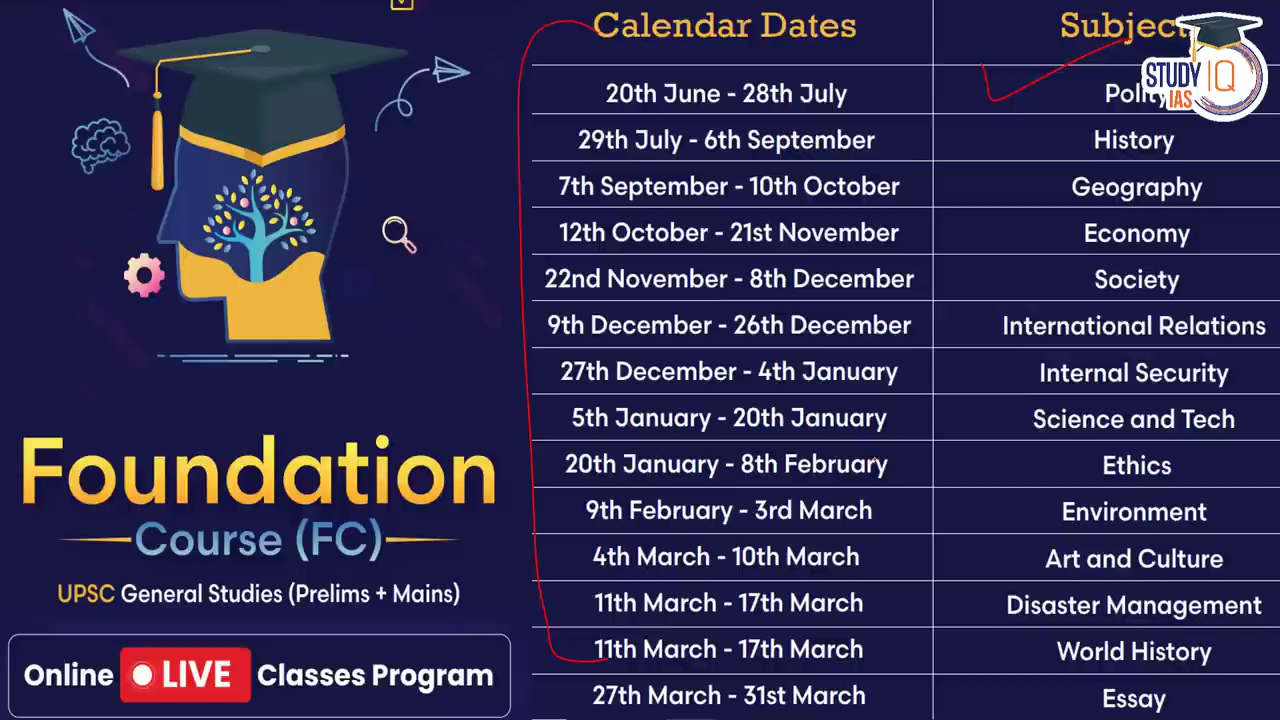 Foundation
Course (FC)
UPSC General Studies (Prelims + Mains)
Online LIVE Classes Program
STUDY IQ
IAS
Calendar Dates Subject
20th June - 28th July Polity
29th July - 6th September History
7th September - 10th October Geography
12th October - 21st November Economy
22nd November - 8th December Society
9th December - 26th December International Relations
27th December - 4th January Internal Security
5th January - 20th January Science and Tech
20th January - 8th February Ethics
9th February - 3rd March Environment
4th March - 10th March Art and Culture
11th March - 17th March Disaster Management
11th March - 17th March World History
27th March - 31st March Essay